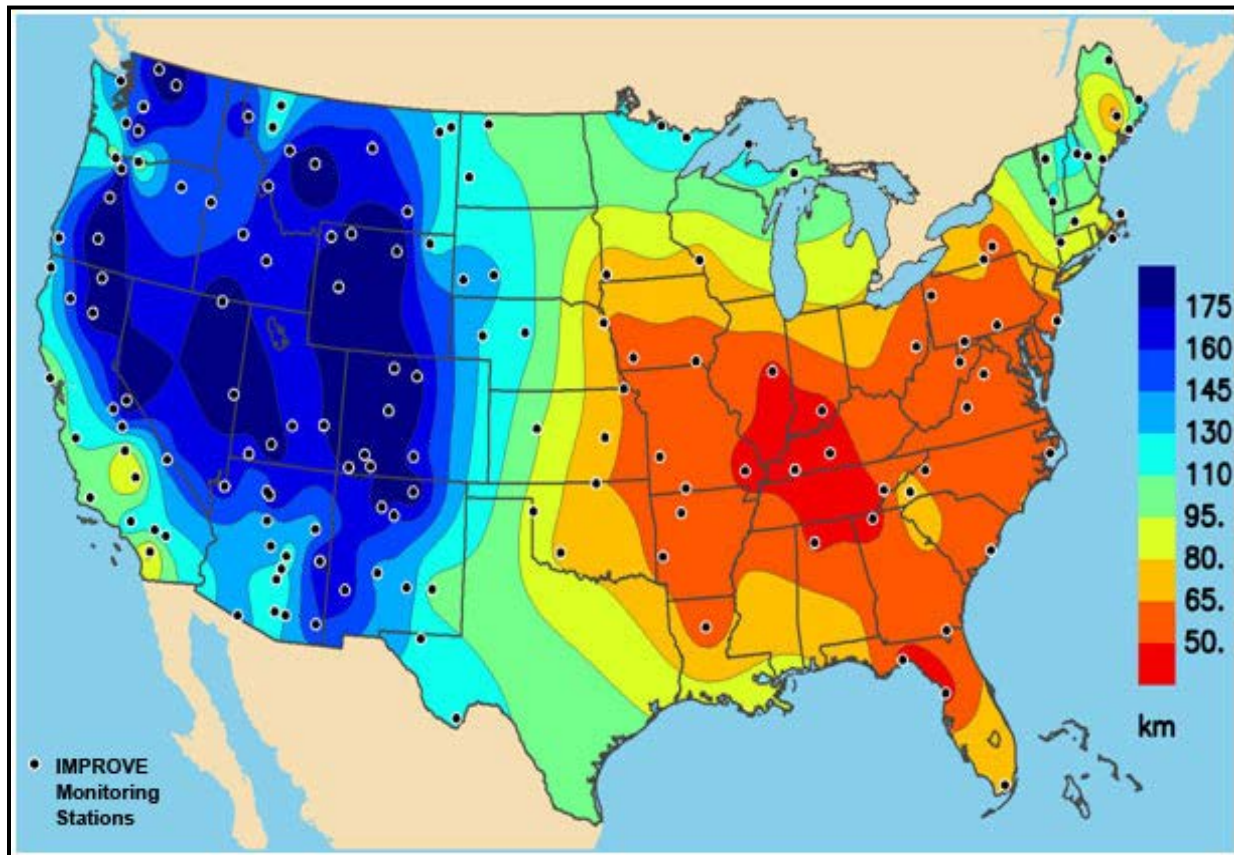 175
160
145
130
110
95.
80.
65.
50.
km
IMPROVE
Monitoring
Stations